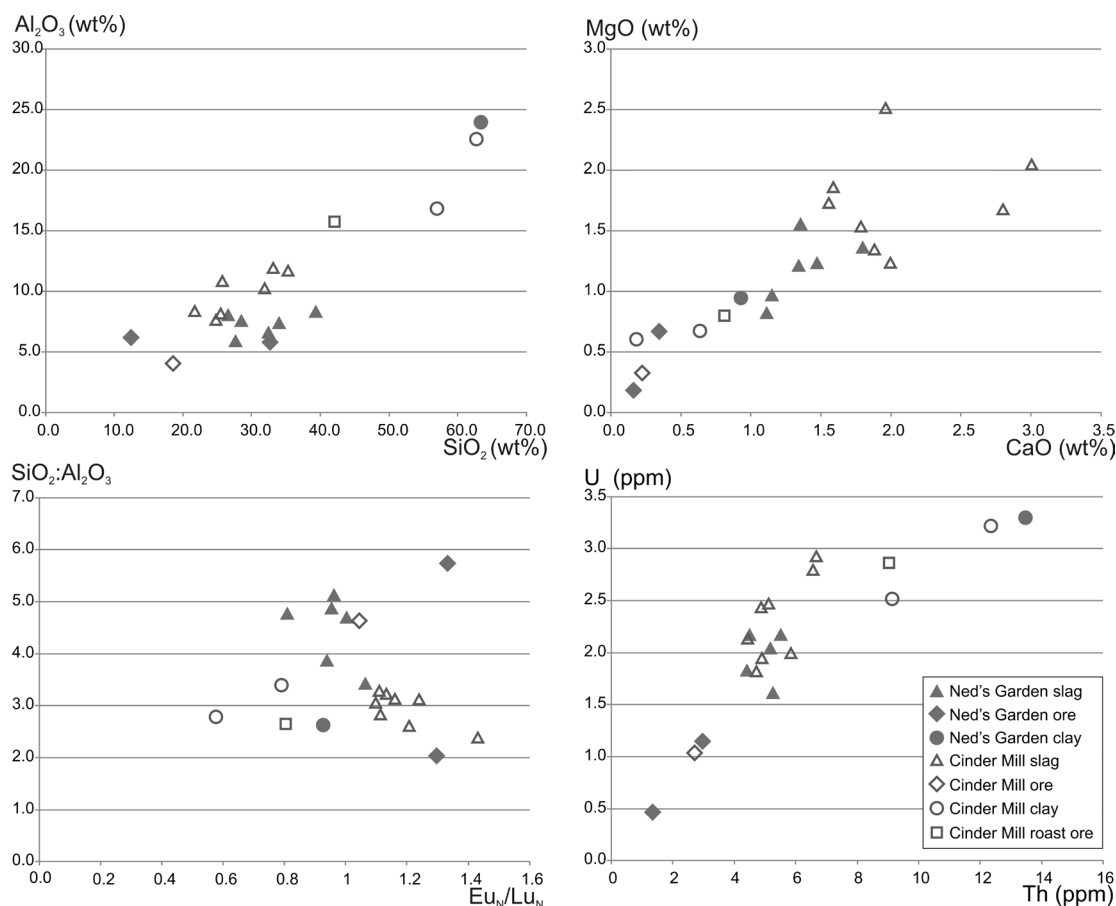 Al₂O₃ (wt%)
30.0
25.0
20.0
15.0
10.0
5.0
0.0
0.0 10.0 20.0 30.0 40.0 50.0 60.0 70.0
SiO₂ (wt%)
MgO (wt%)
3.0
2.5
2.0
1.5
1.0
0.5
0.0
0 0.5 1.0 1.5 2.0 2.5 3.0 3.5
CaO (wt%)
SiO₂:Al₂O₃
7.0
6.0
5.0
4.0
3.0
2.0
1.0
0.0
0.0 0.2 0.4 0.6 0.8 1 1.2 1.4 1.6
Eu_N/Lu_N
U (ppm)
3.5
3.0
2.5
2.0
1.5
1.0
0.5
0.0
0 2 4 6 8 10 12 14 16
Th (ppm)
Ned's Garden slag
Ned's Garden ore
Ned's Garden clay
Cinder Mill slag
Cinder Mill ore
Cinder Mill clay
Cinder Mill roast ore